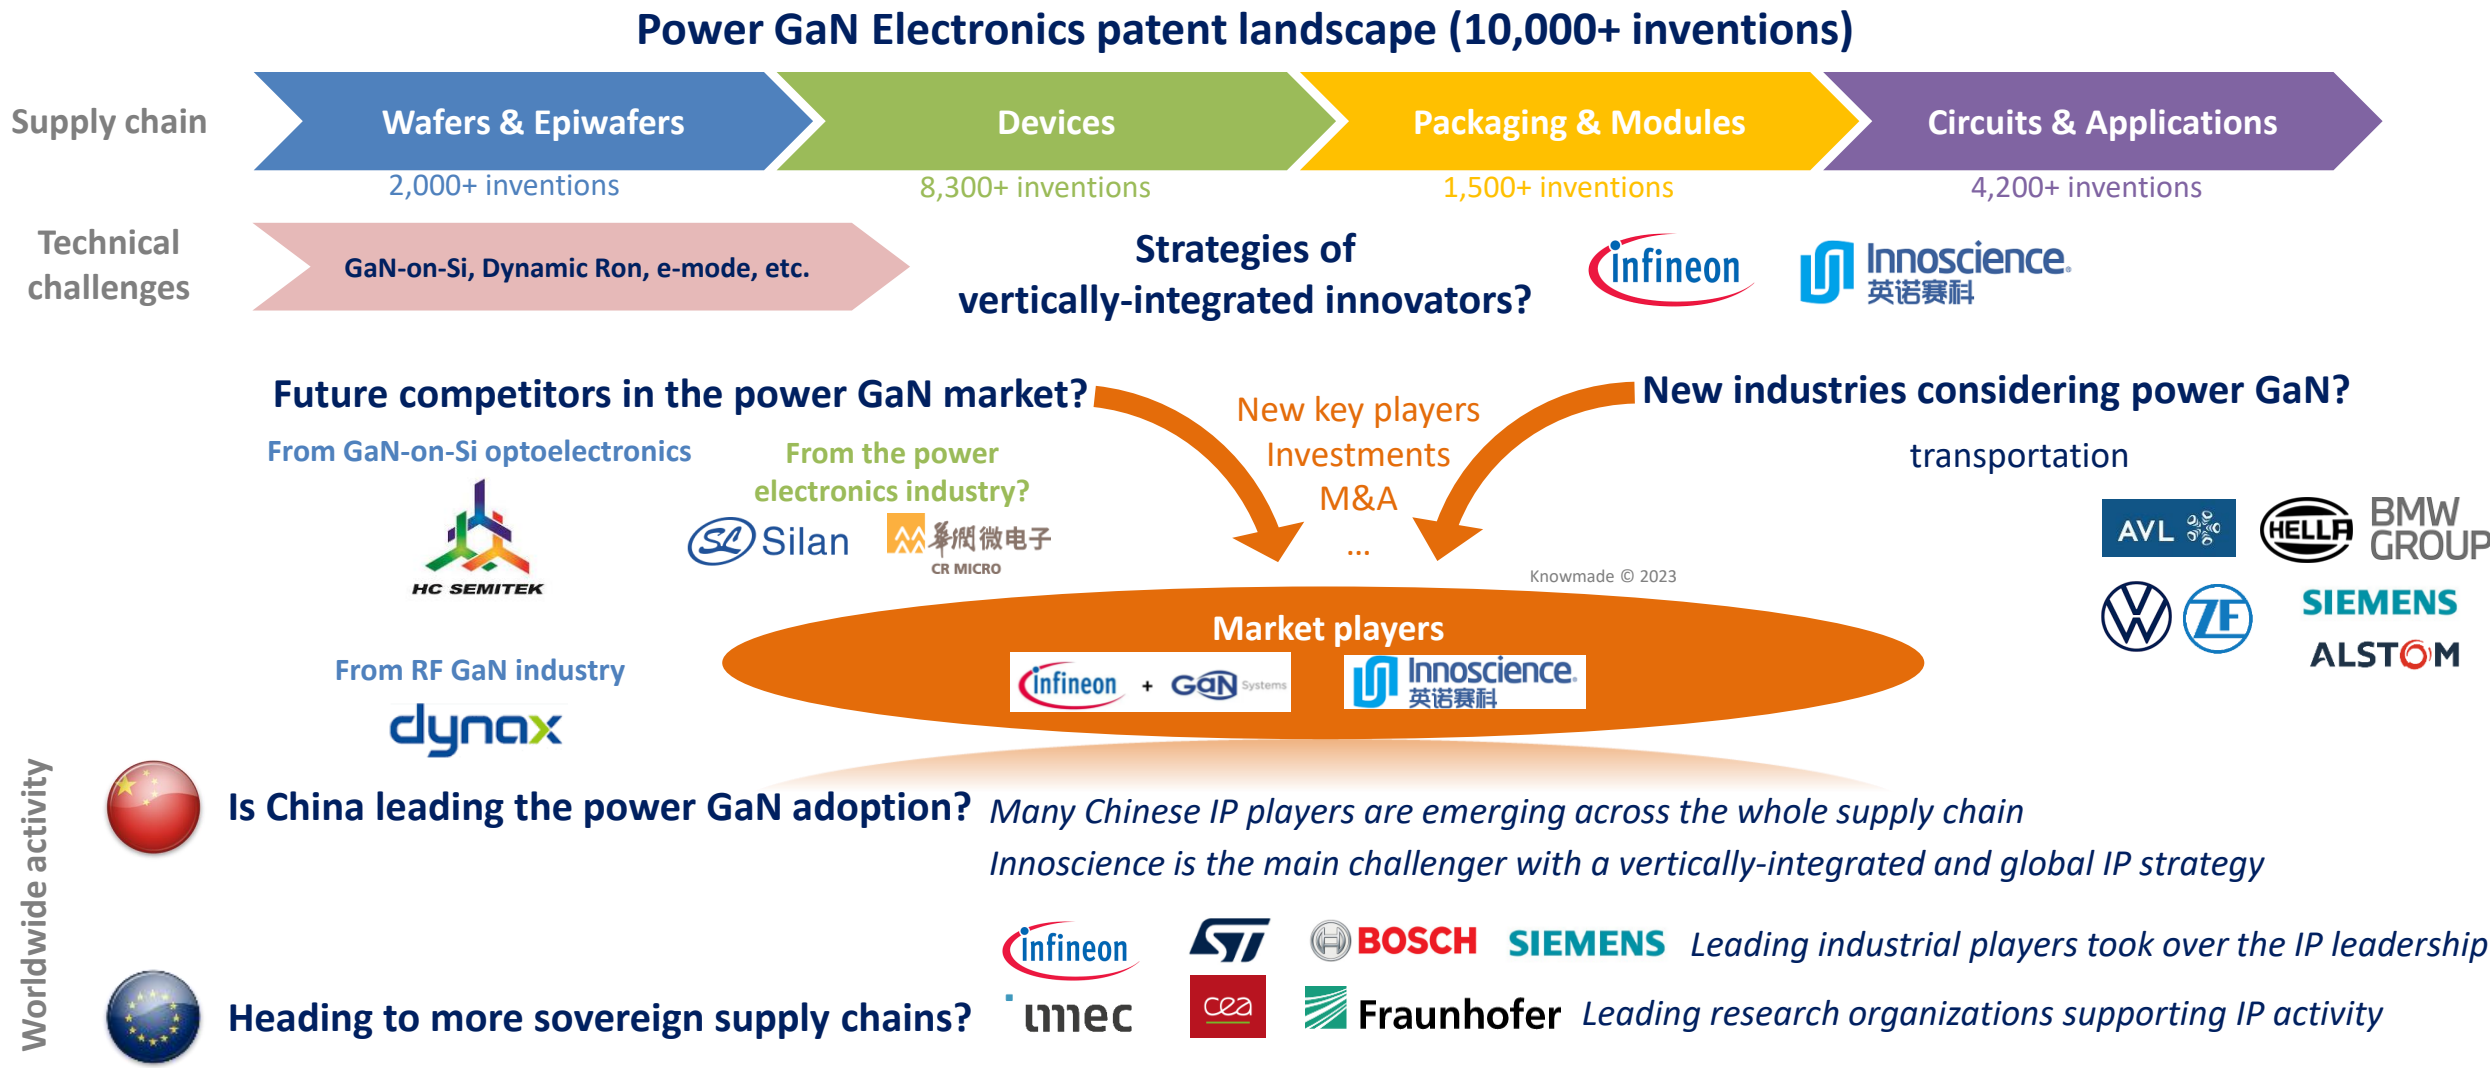 Power GaN Electronics patent landscape (10,000+ inventions)
Supply chain
Wafers & Epiwafers
Devices
Packaging & Modules
Circuits & Applications
2,000+ inventions
8,300+ inventions
1,500+ inventions
4,200+ inventions
Technical
challenges
GaN-on-Si, Dynamic Ron, e-mode, etc.
Strategies of
vertically-integrated innovators?
infineon
Innoscience
英诺赛科
Future competitors in the power GaN market?
New key players
Investments
M&A
...
New industries considering power GaN?
From GaN-on-Si optoelectronics
HC SEMITEK
From the power
electronics industry?
SL Silan
華潤微电子
CR MICRO
transportation
AVL
HELLA
BMW
GROUP
VW
ZF
SIEMENS
ALSTOM
Knowmade © 2023
From RF GaN industry
dynax
Market players
infineon + GaN Systems
Innoscience
英诺赛科
Worldwide activity
Is China leading the power GaN adoption?
Many Chinese IP players are emerging across the whole supply chain
Innoscience is the main challenger with a vertically-integrated and global IP strategy
Heading to more sovereign supply chains?
infineon
ST
BOSCH
SIEMENS
Leading industrial players took over the IP leadership
imec
cea
Fraunhofer
Leading research organizations supporting IP activity